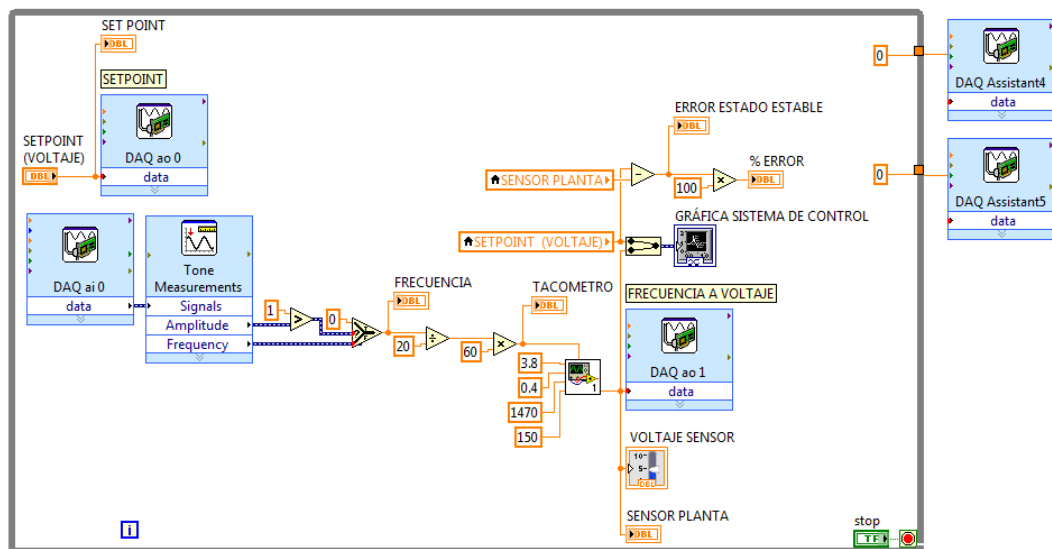 SET POINT
DBL
SETPOINT
DAQ ao 0
data
SETPOINT
(VOLTAJE)
DBL
DAQ ai 0
data
Tone
Measurements
Signals
Amplitude
Frequency
1
>
0
FRECUENCIA
DBL
20
÷
60
×
TACOMETRO
DBL
3.8
0.4
1470
150
1
SENSOR PLANTA
SETPOINT (VOLTAJE)
ERROR ESTADO ESTABLE
DBL
-
100
×
% ERROR
DBL
GRÁFICA SISTEMA DE CONTROL
FRECUENCIA A VOLTAJE
DAQ ao 1
data
VOLTAJE SENSOR
10-
5-
DBL
SENSOR PLANTA
DBL
i
stop
TF
0
DAQ Assistant4
data
0
DAQ Assistant5
data